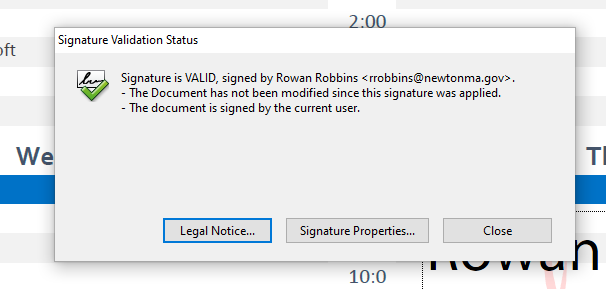 2:00
Signature Validation Status
oft
Signature is VALID, signed by Rowan Robbins <rrobbins@newtonma.gov>.
- The Document has not been modified since this signature was applied.
- The document is signed by the current user.
We
Th
Legal Notice...
Signature Properties...
Close
Rowan
10:0